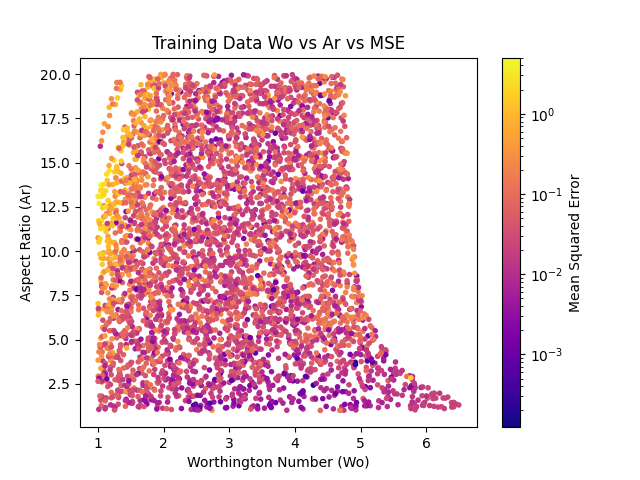 Training Data Wo vs Ar vs MSE
20.0
17.5
15.0
12.5
10.0
7.5
5.0
2.5
Aspect Ratio (Ar)
1 2 3 4 5 6
Worthington Number (Wo)
10⁰
10⁻¹
10⁻²
10⁻³
Mean Squared Error